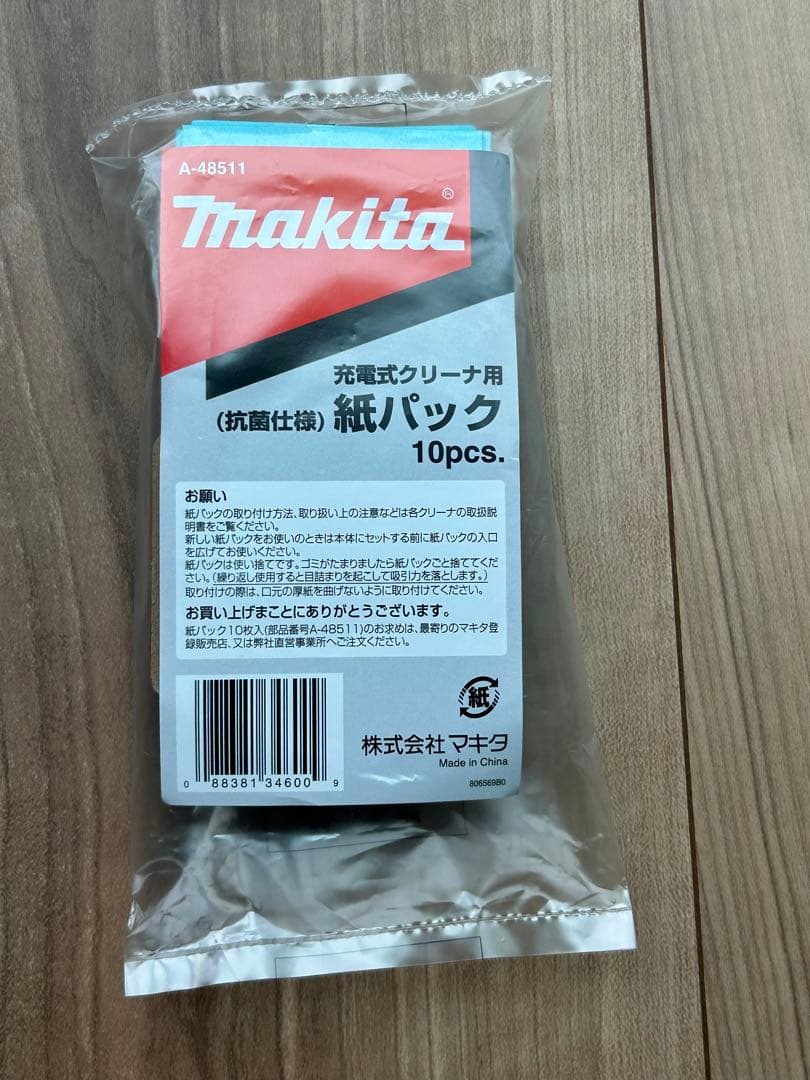 A-48511
makita
充電式クリーナ用
(抗菌仕様) 紙パック
10pcs.
お願い
紙パックの取り付け方法、取り扱い上の注意などは各クリーナの取扱説
明書をご覧ください。
新しい紙パックをお使いのときは本体にセットする前に紙パックの入口
を広げてお使いください。
紙パックは使い捨てです。ゴミがたまりましたら紙パックごと捨ててくだ
さい。(繰り返し使用すると目詰まりを起こして吸引力を落とします。)
取り付けの際は、口元の厚紙を曲げないように取り付けてください。
お買い上げまことにありがとうございます。
紙パック10枚入(部品番号A-48511)のお求めは、最寄りのマキタ登
録販売店、又は弊社直営事業所へご注文ください。
紙
株式会社マキタ
Made in China
0 88381 34600 9
806569B0